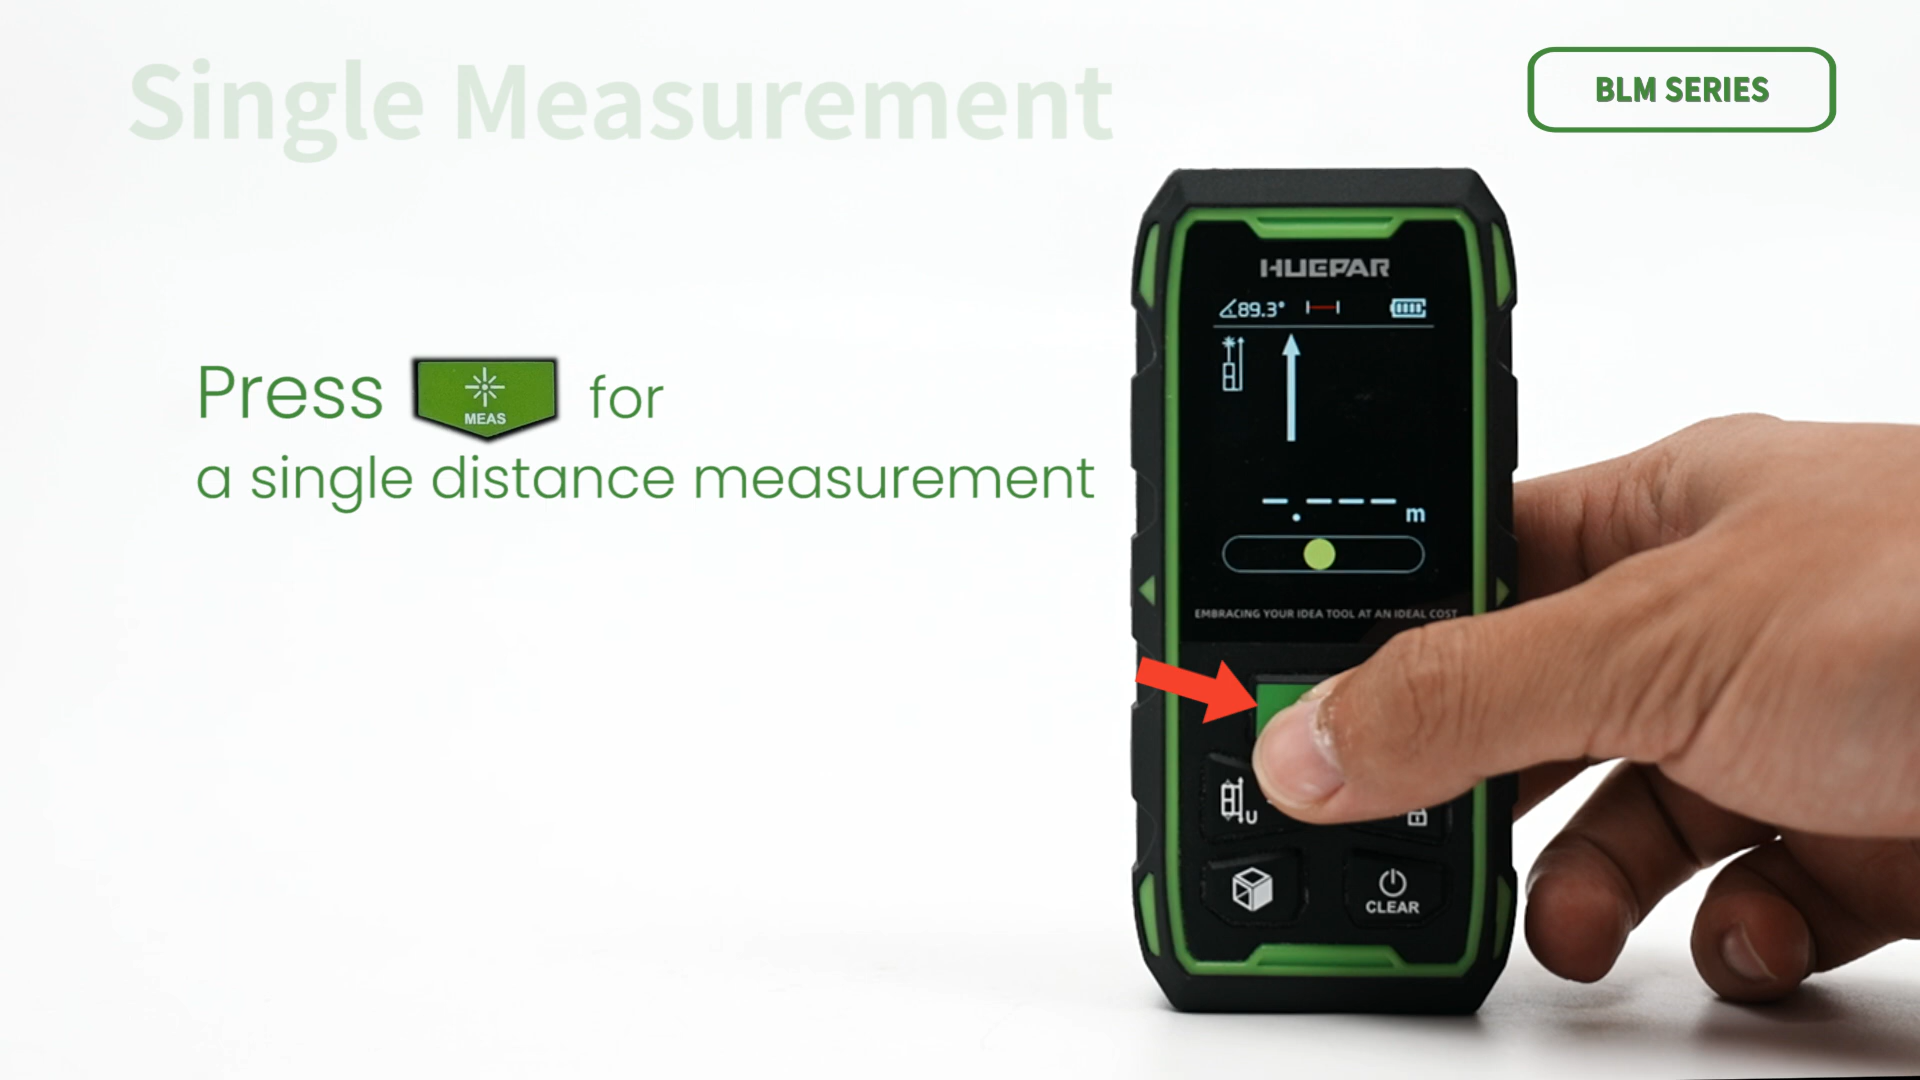 Single Measurement
BLM SERIES
HUEPAR
89.3°
Press MEAS for
a single distance measurement
-.--- m
EMBRACING YOUR IDEA TOOL AT AN IDEAL COST
U
CLEAR